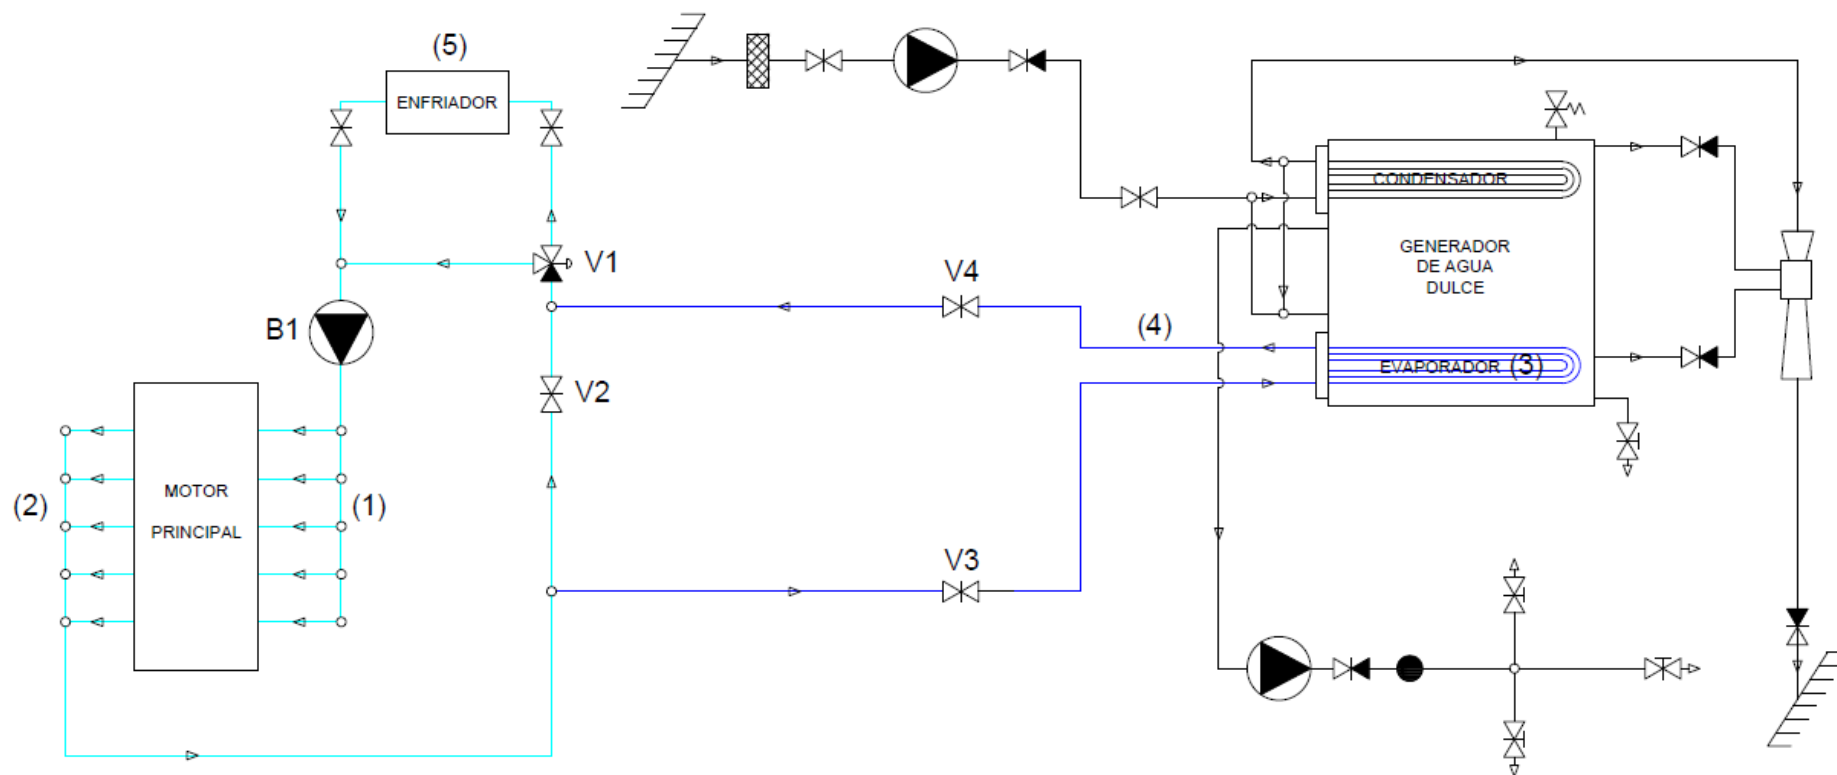 (5)
ENFRIADOR
CONDENSADOR
V1
V4
GENERADOR
DE AGUA
DULCE
B1
(4)
EVAPORADOR (3)
V2
MOTOR
PRINCIPAL
(2)
(1)
V3